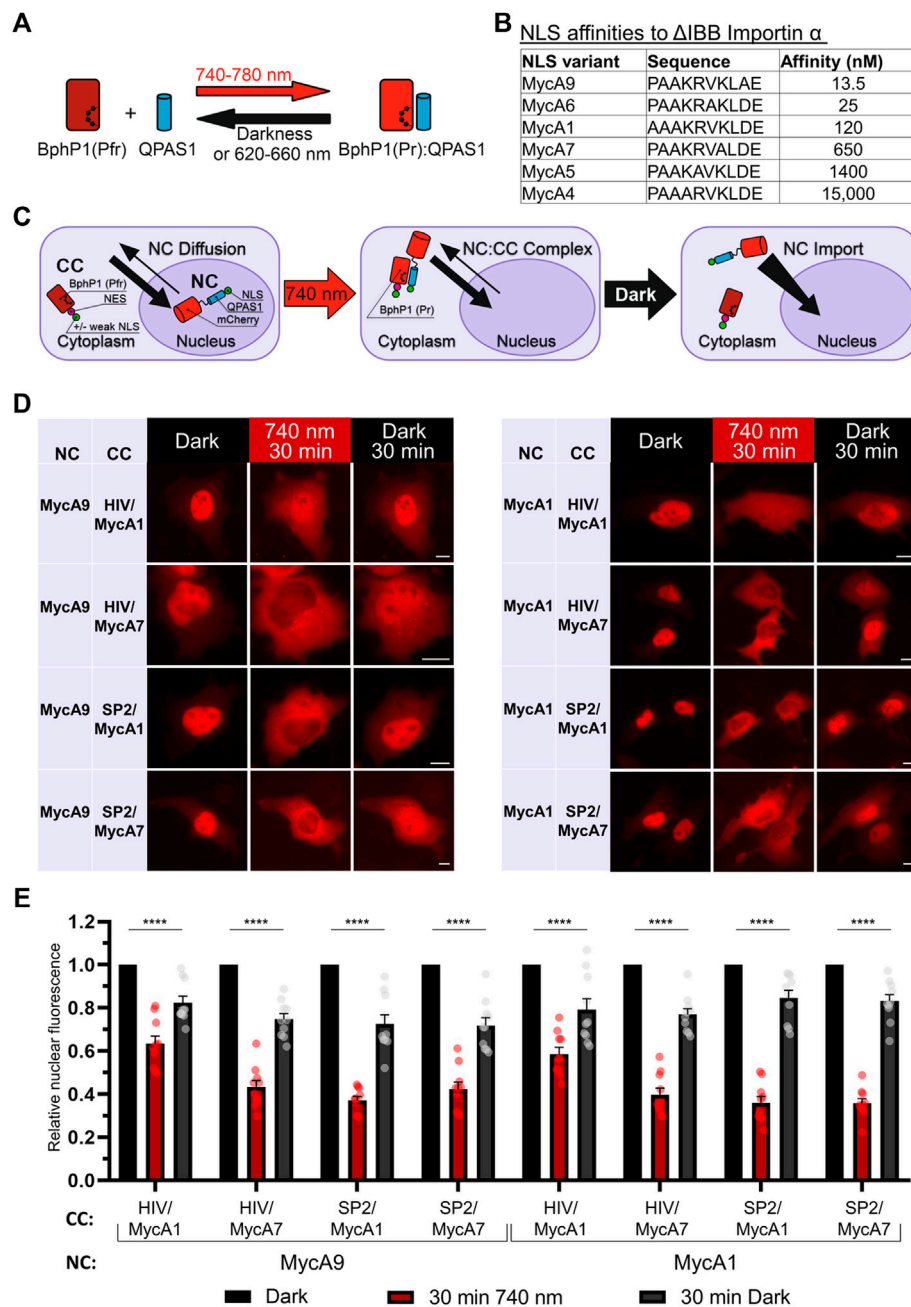 A
740-780 nm
+
Darkness
or 620-660 nm
BphP1(Pfr)
QPAS1
BphP1(Pr):QPAS1
B
NLS affinities to ΔIBB Importin α
NLS variant Sequence Affinity (nM)
MycA9 PAAKRVKLAE 13.5
MycA6 PAAKRAKLDE 25
MycA1 AAAKRVKLDE 120
MycA7 PAAKRVALDE 650
MycA5 PAAKAVKLDE 1400
MycA4 PAAARVKLDE 15,000
C
NC Diffusion
CC
NC
BphP1 (Pfr)
NES
+/- weak NLS
NLS
QPAS1
mCherry
Cytoplasm
Nucleus
740 nm
NC:CC Complex
BphP1 (Pr)
Cytoplasm
Nucleus
Dark
NC Import
Cytoplasm
Nucleus
D
NC CC Dark 740 nm 30 min Dark 30 min
MycA9 HIV/MycA1
MycA9 HIV/MycA7
MycA9 SP2/MycA1
MycA9 SP2/MycA7
NC CC Dark 740 nm 30 min Dark 30 min
MycA1 HIV/MycA1
MycA1 HIV/MycA7
MycA1 SP2/MycA1
MycA1 SP2/MycA7
E
Relative nuclear fluorescence
1.2
1.0
0.8
0.6
0.4
0.2
0.0
**** **** **** **** **** **** **** ****
CC: HIV/MycA1 HIV/MycA7 SP2/MycA1 SP2/MycA7 HIV/MycA1 HIV/MycA7 SP2/MycA1 SP2/MycA7
NC: MycA9 MycA1
Dark 30 min 740 nm 30 min Dark